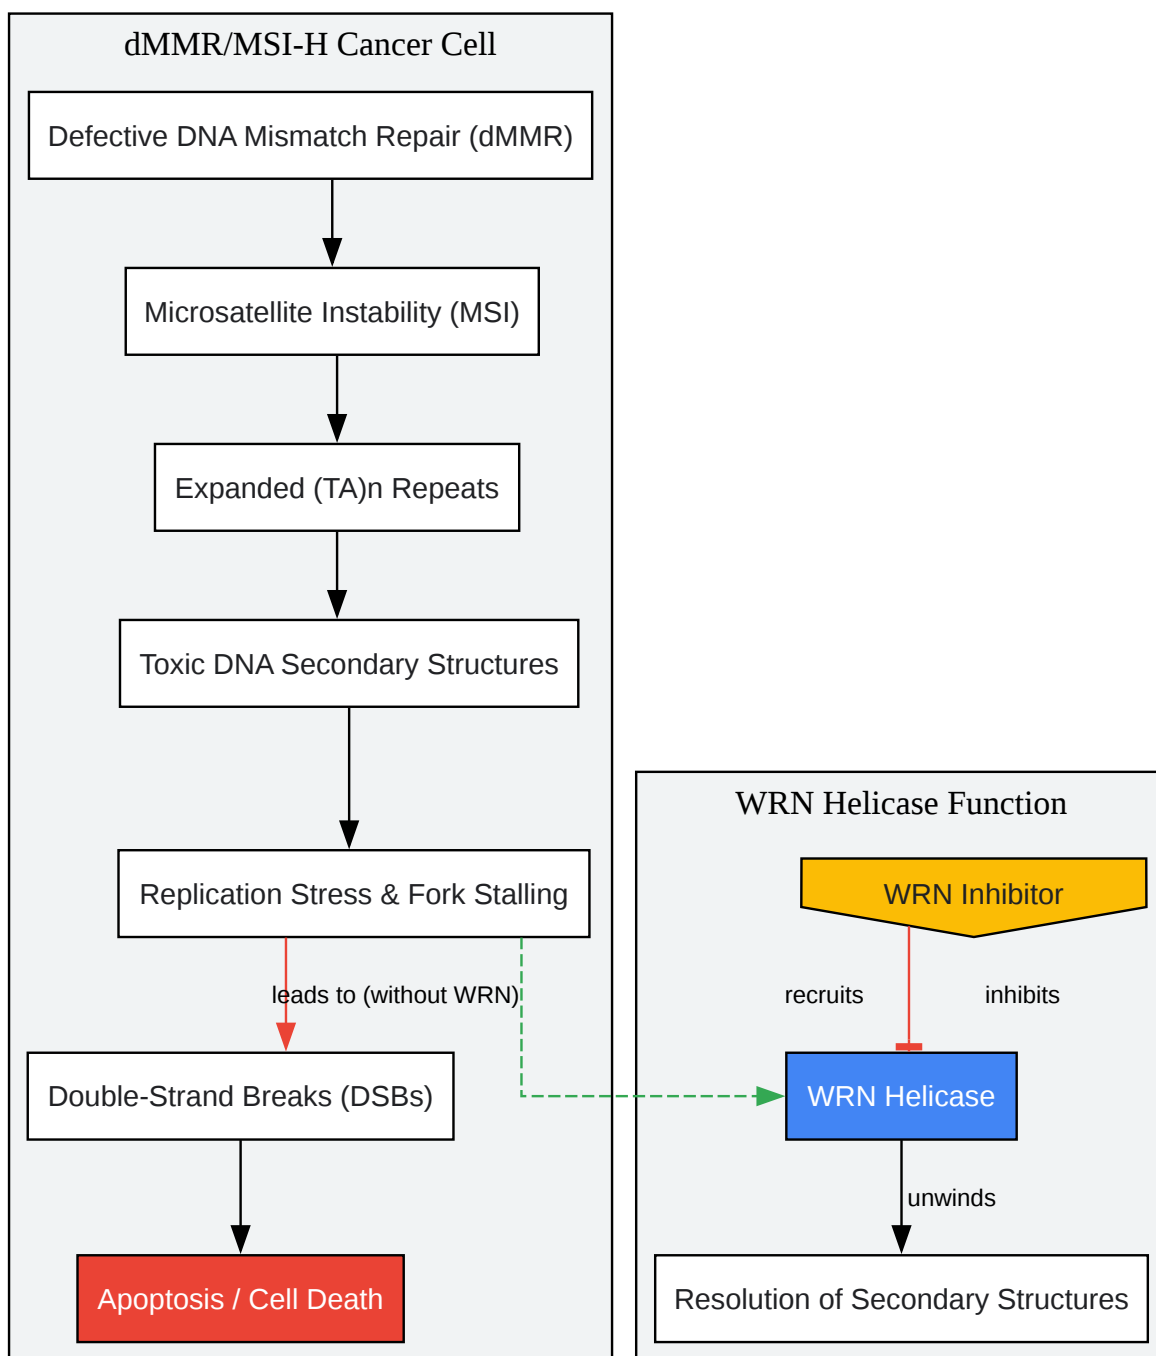 dMMR/MSI-H Cancer Cell
Defective DNA Mismatch Repair (dMMR)
Microsatellite Instability (MSI)
Expanded (TA)n Repeats
Toxic DNA Secondary Structures
Replication Stress & Fork Stalling
leads to (without WRN)
Double-Strand Breaks (DSBs)
Apoptosis / Cell Death
WRN Helicase Function
WRN Inhibitor
recruits
inhibits
WRN Helicase
unwinds
Resolution of Secondary Structures